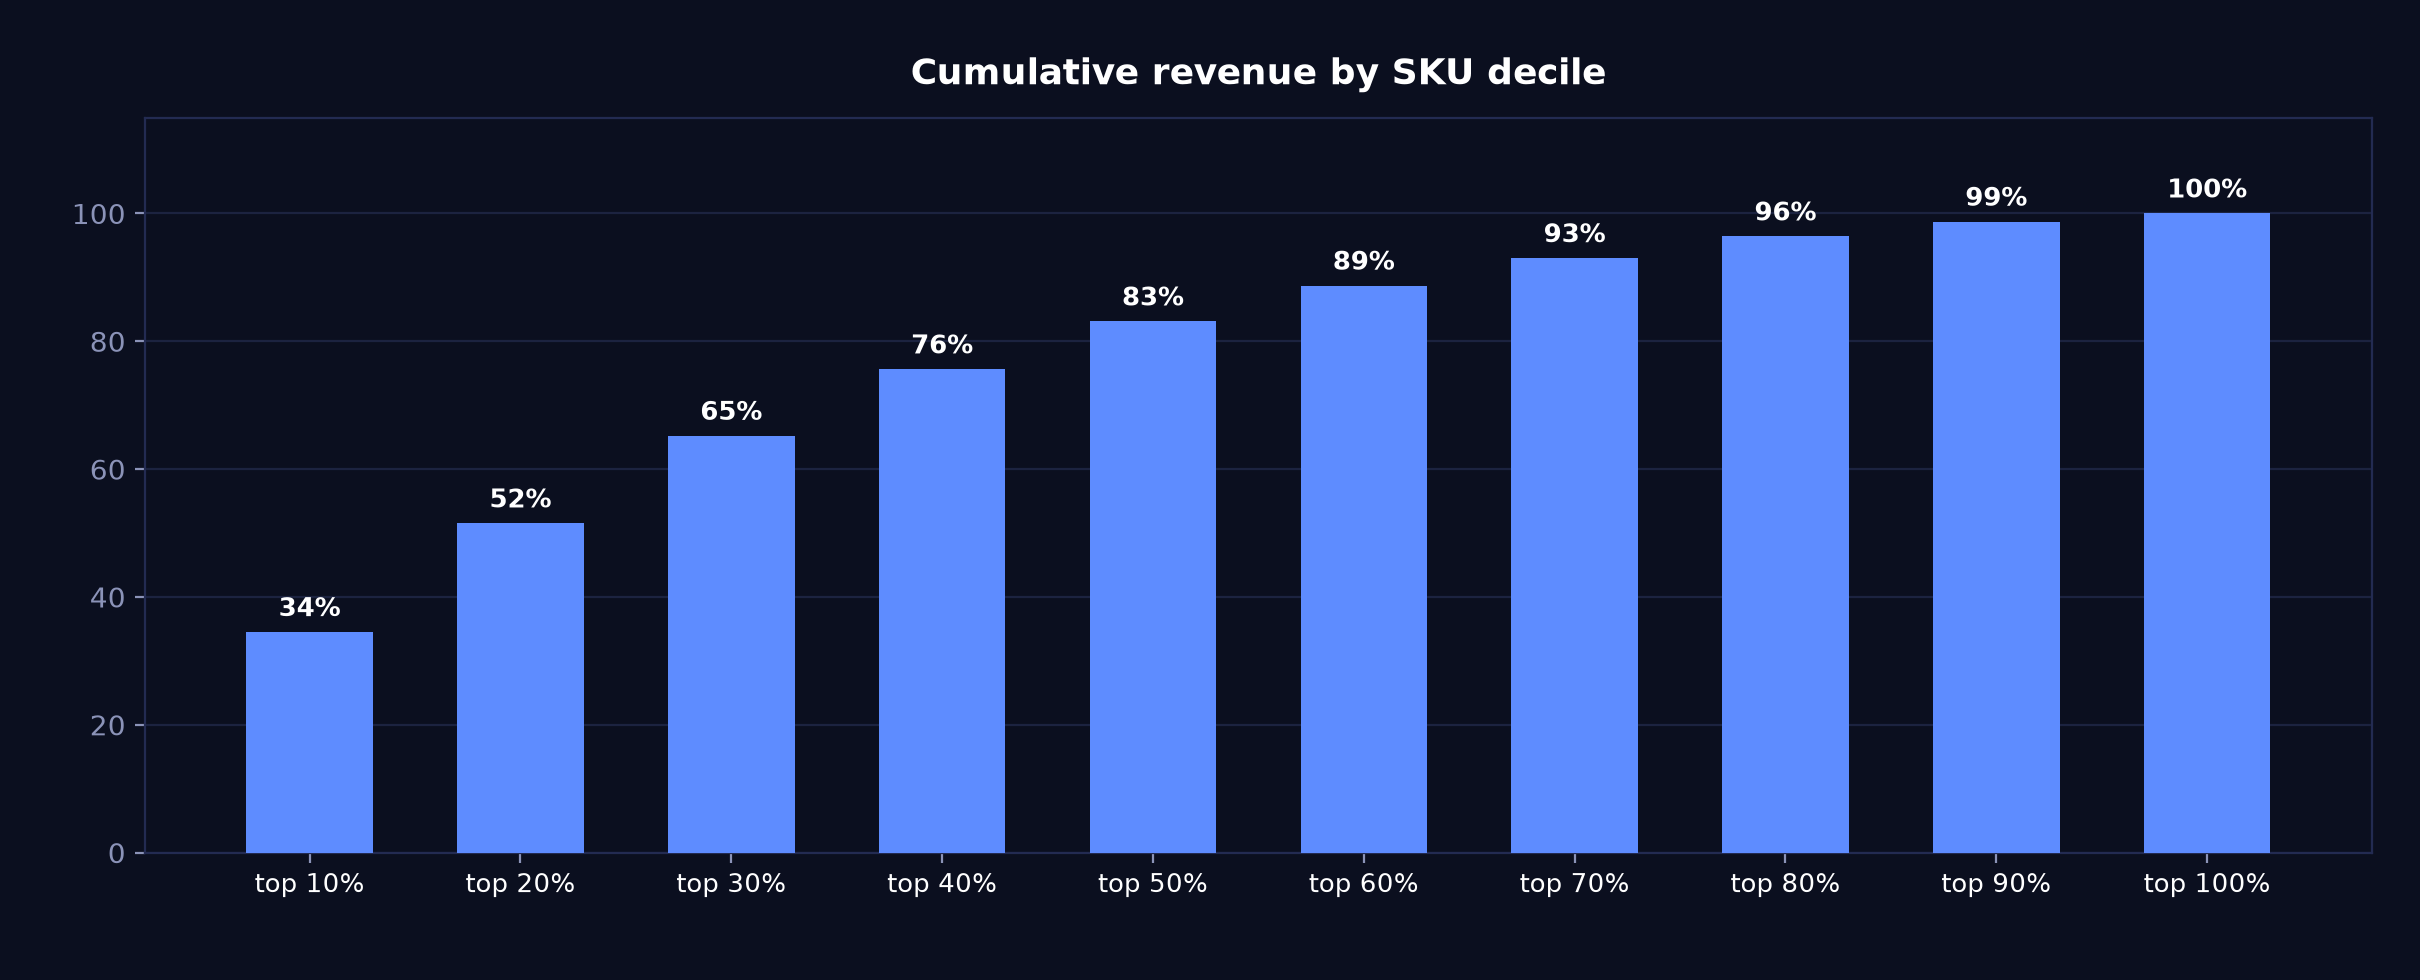 Cumulative revenue by SKU decile
100
80
60
40
20
0
34%
52%
65%
76%
83%
89%
93%
96%
99%
100%
top 10%
top 20%
top 30%
top 40%
top 50%
top 60%
top 70%
top 80%
top 90%
top 100%